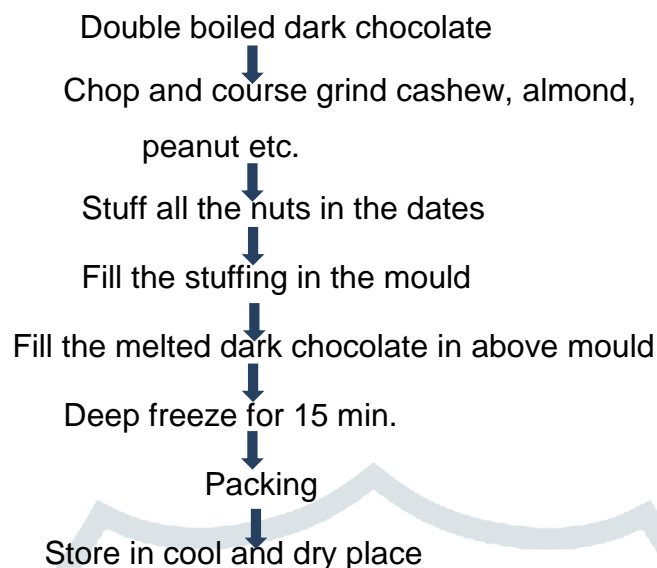 Double boiled dark chocolate
Chop and course grind cashew, almond,
peanut etc.
Stuff all the nuts in the dates
Fill the stuffing in the mould
Fill the melted dark chocolate in above mould
Deep freeze for 15 min.
Packing
Store in cool and dry place